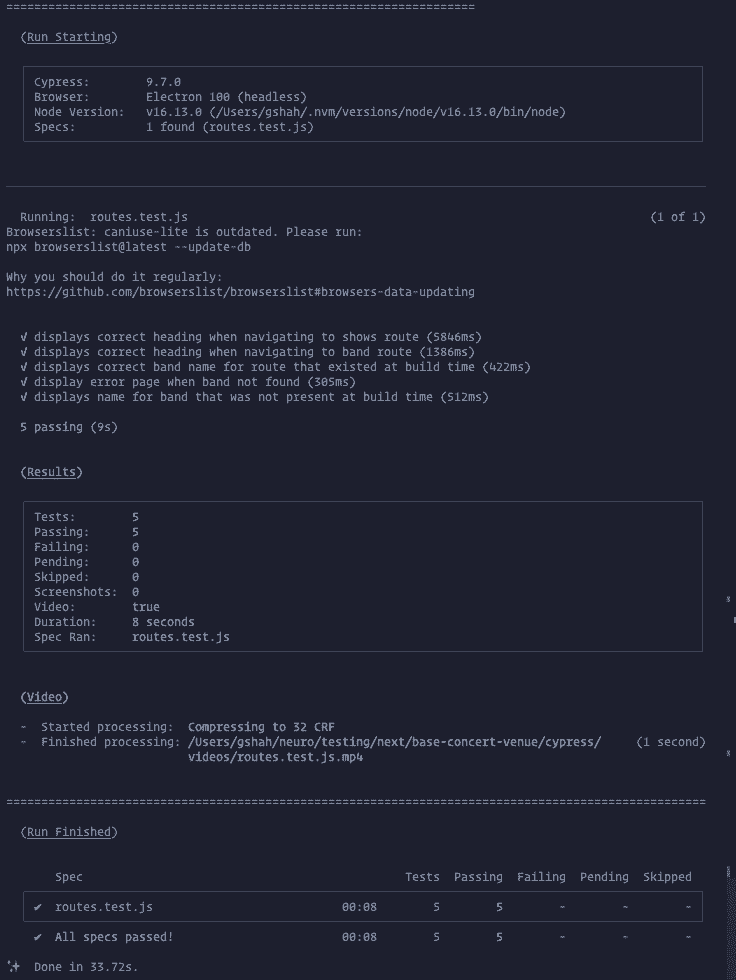 ====================================================================
(Run Starting)
Cypress: 9.7.0
Browser: Electron 100 (headless)
Node Version: v16.13.0 (/Users/gshah/.nvm/versions/node/v16.13.0/bin/node)
Specs: 1 found (routes.test.js)
Running: routes.test.js (1 of 1)
Browserslist: caniuse-lite is outdated. Please run:
npx browserslist@latest --update-db
Why you should do it regularly:
https://github.com/browserslist/browserslist#browsers-data-updating
√ displays correct heading when navigating to shows route (5846ms)
√ displays correct heading when navigating to band route (1386ms)
√ displays correct band name for route that existed at build time (422ms)
√ display error page when band not found (305ms)
√ displays name for band that was not present at build time (512ms)
5 passing (9s)
(Results)
Tests: 5
Passing: 5
Failing: 0
Pending: 0
Skipped: 0
Screenshots: 0
Video: true
Duration: 8 seconds
Spec Ran: routes.test.js
(Video)
- Started processing: Compressing to 32 CRF
- Finished processing: /Users/gshah/neuro/testing/next/base-concert-venue/cypress/ (1 second)
videos/routes.test.js.mp4
====================================================================================================
(Run Finished)
Spec Tests Passing Failing Pending Skipped
✔ routes.test.js 00:08 5 5 - - -
✔ All specs passed! 00:08 5 5 - - -
✨ Done in 33.72s.